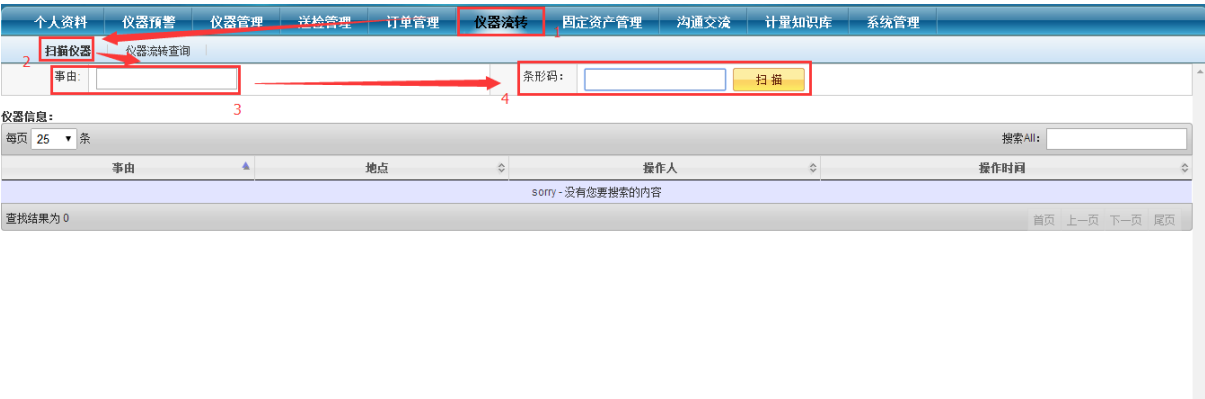 个人资料 仪器预警 仪器管理 送检管理 订单管理 仪器流转 固定资产管理 沟通交流 计量知识库 系统管理
1
扫描仪器 仪器流转查询
2
事由: 条形码: 扫 描
3 4
仪器信息:
每页 25 条 搜索All:
事由 地点 操作人 操作时间
sorry - 没有您要搜索的内容
查找结果为 0 首页 上一页 下一页 尾页